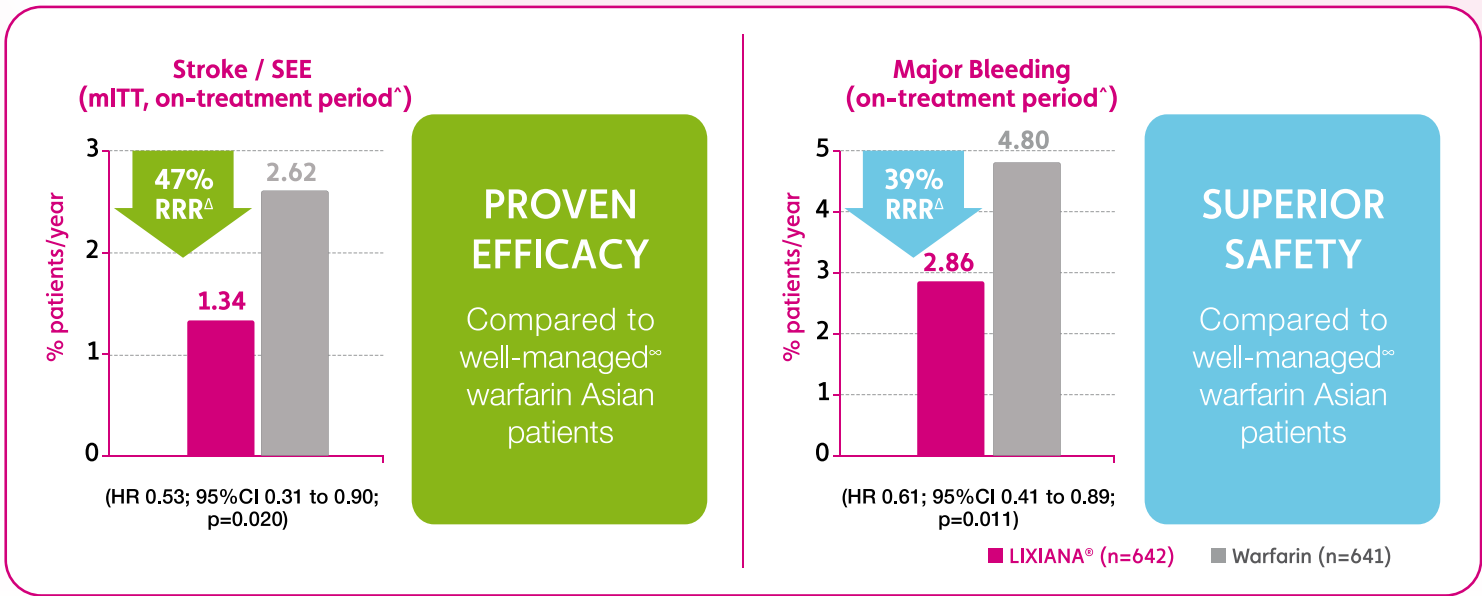 Stroke / SEE
(mITT, on-treatment period^)
% patients/year
3
2
1
0
47%
RRRΔ
1.34
2.62
(HR 0.53; 95%CI 0.31 to 0.90;
p=0.020)
PROVEN
EFFICACY
Compared to
well-managed∞
warfarin Asian
patients
Major Bleeding
(on-treatment period^)
% patients/year
5
4
3
2
1
0
39%
RRRΔ
2.86
4.80
(HR 0.61; 95%CI 0.41 to 0.89;
p=0.011)
SUPERIOR
SAFETY
Compared to
well-managed∞
warfarin Asian
patients
LIXIANA® (n=642)
Warfarin (n=641)